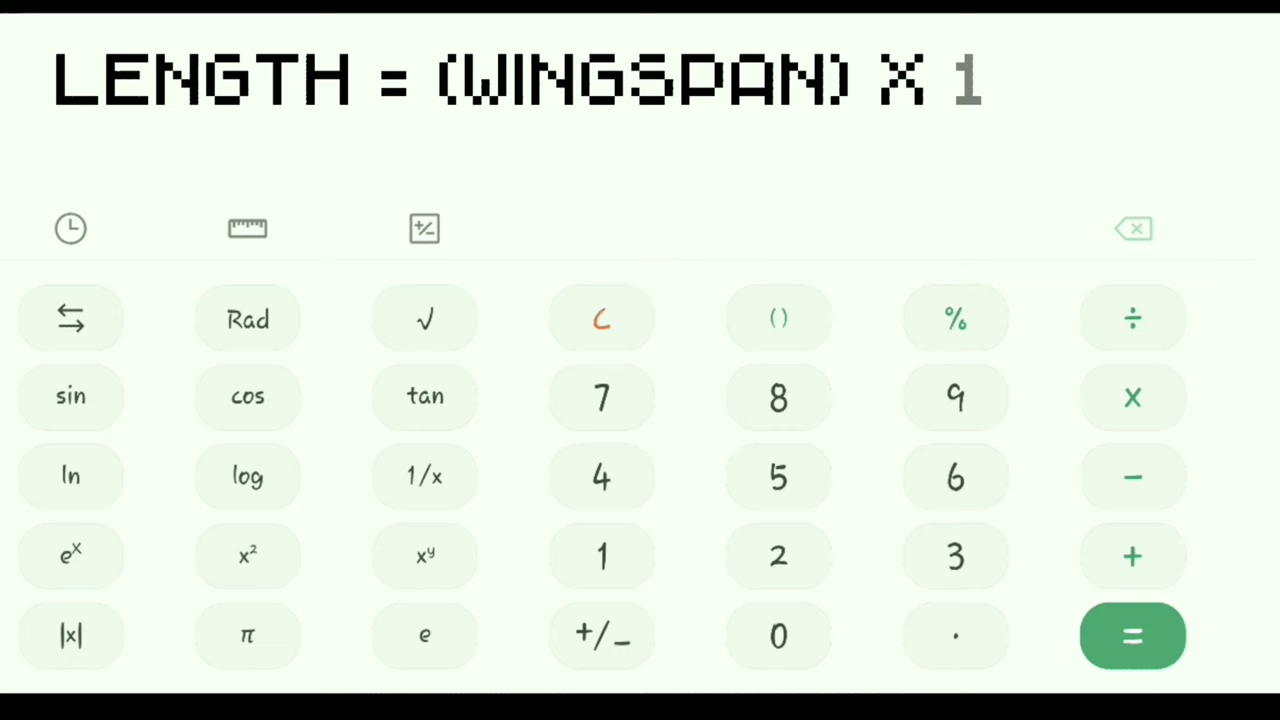 LENGTH = (WINGSPAN) X 1
⇆ Rad √ C () % ÷
sin cos tan 7 8 9 ×
ln log 1/x 4 5 6 −
eˣ x² xʸ 1 2 3 +
|x| π e +/− 0 . =